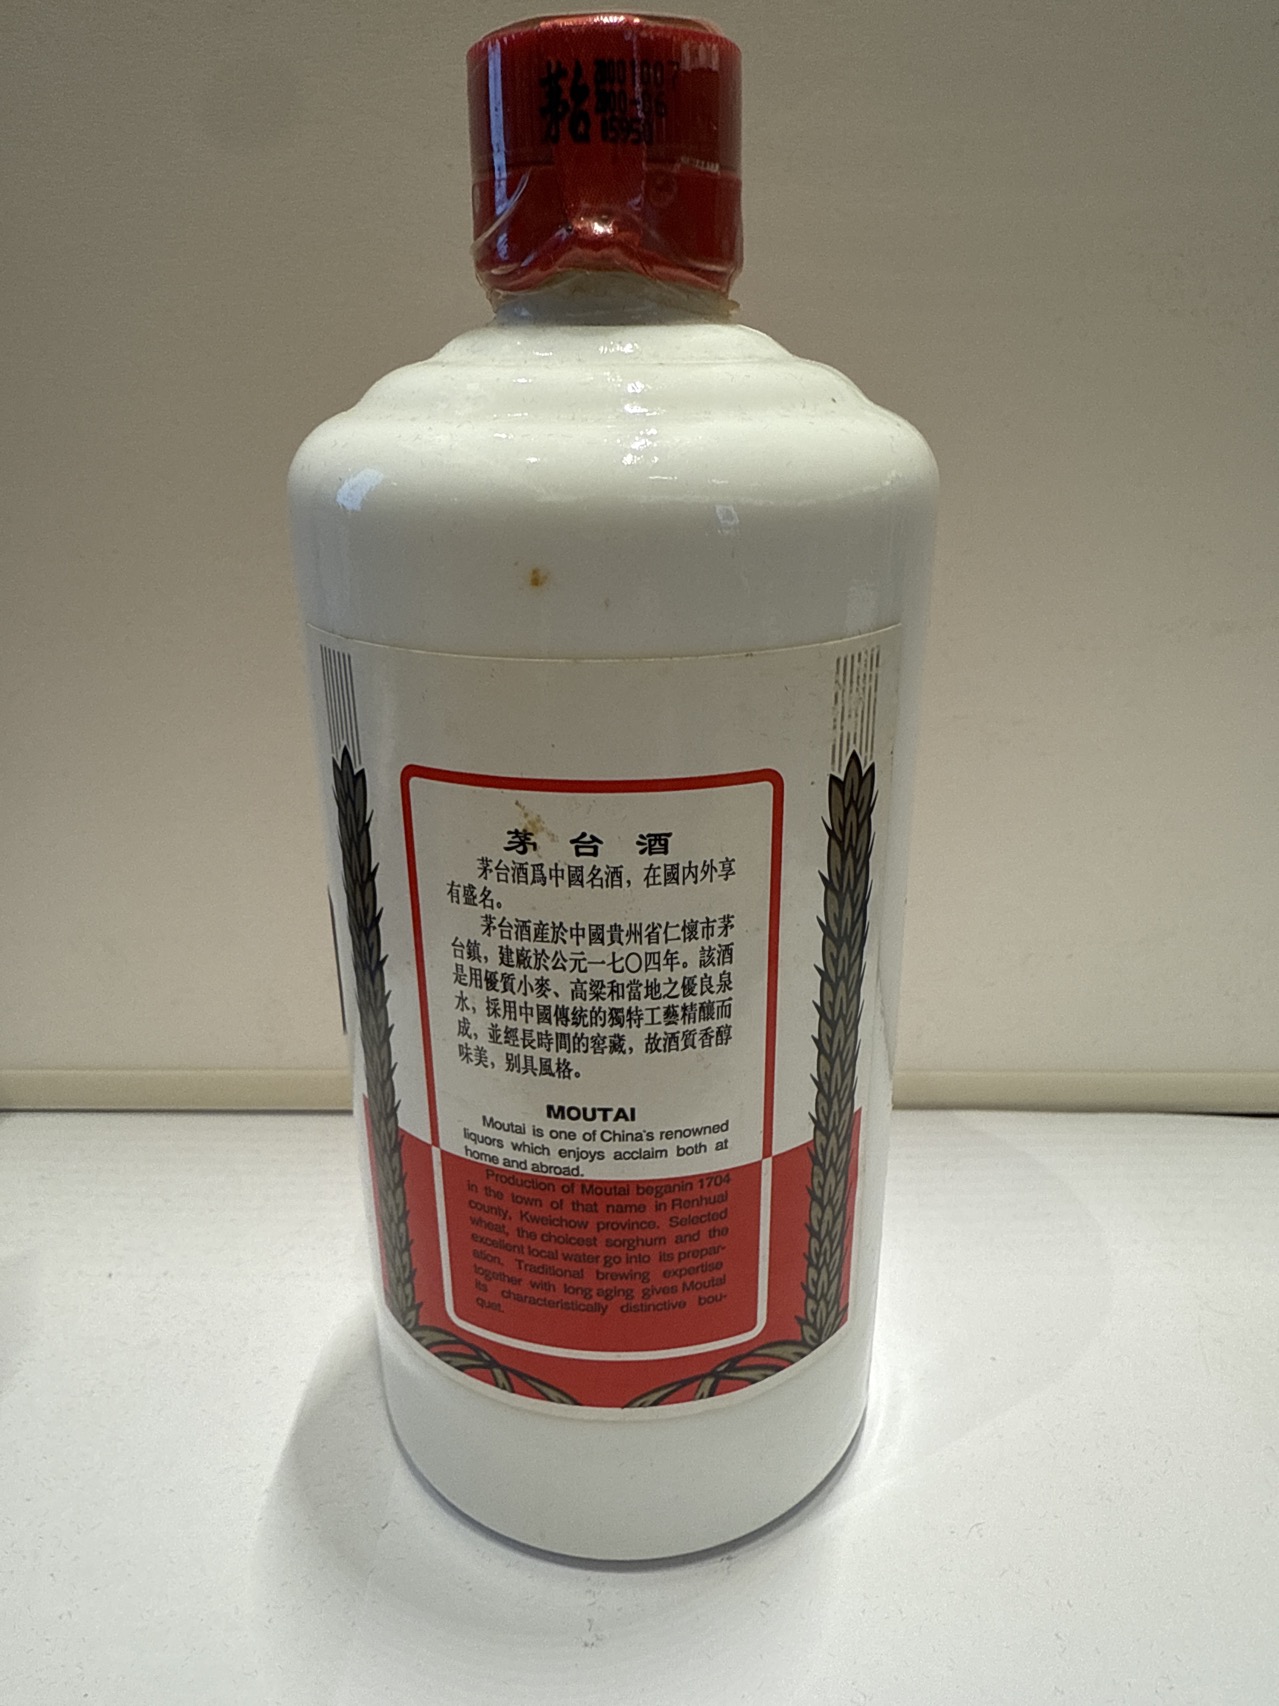 茅台
15950
茅台酒
茅台酒爲中國名酒，在國内外享
有盛名。
茅台酒産於中國貴州省仁懷市茅
台鎮，建廠於公元一七〇四年。該酒
是用優質小麥、高粱和當地之優良泉
水，採用中國傳統的獨特工藝精釀而
成，並經長時間的窖藏，故酒質香醇
味美，别具風格。
MOUTAI
Moutai is one of China's renowned
liquors which enjoys acclaim both at
home and abroad.
Production of Moutai beganin 1704
in the town of that name in Renhuai
county, Kweichow province. Selected
wheat, the choicest sorghum and the
excellent local water go into its prepar-
ation. Traditional brewing expertise
together with long aging gives Moutai
its characteristically distinctive bou-
quet.